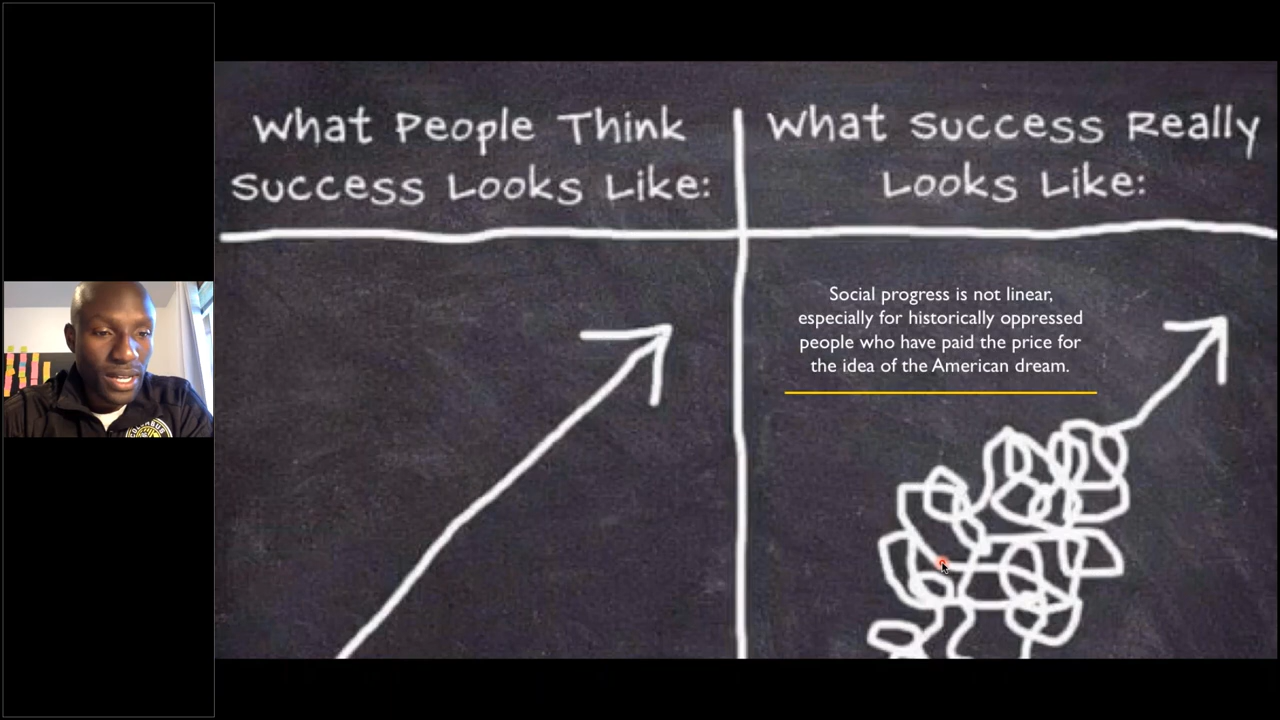 What People Think
Success Looks Like:
What Success Really
Looks Like:
Social progress is not linear,
especially for historically oppressed
people who have paid the price for
the idea of the American dream.